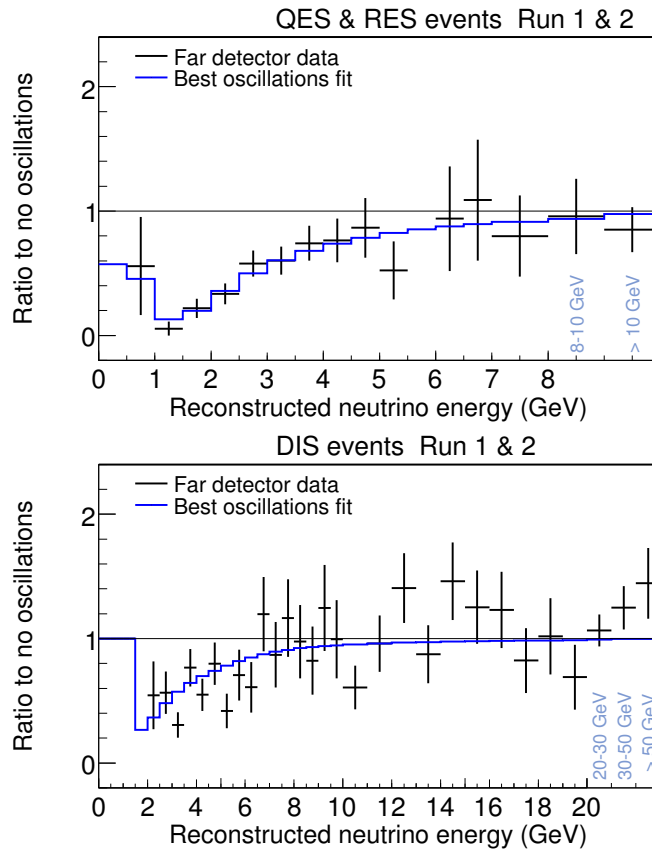 QES & RES events Run 1 & 2
Far detector data
Best oscillations fit
Ratio to no oscillations
2
1
0
8-10 GeV
> 10 GeV
0 1 2 3 4 5 6 7 8
Reconstructed neutrino energy (GeV)
DIS events Run 1 & 2
Far detector data
Best oscillations fit
Ratio to no oscillations
2
1
0
20-30 GeV
30-50 GeV
> 50 GeV
0 2 4 6 8 10 12 14 16 18 20
Reconstructed neutrino energy (GeV)